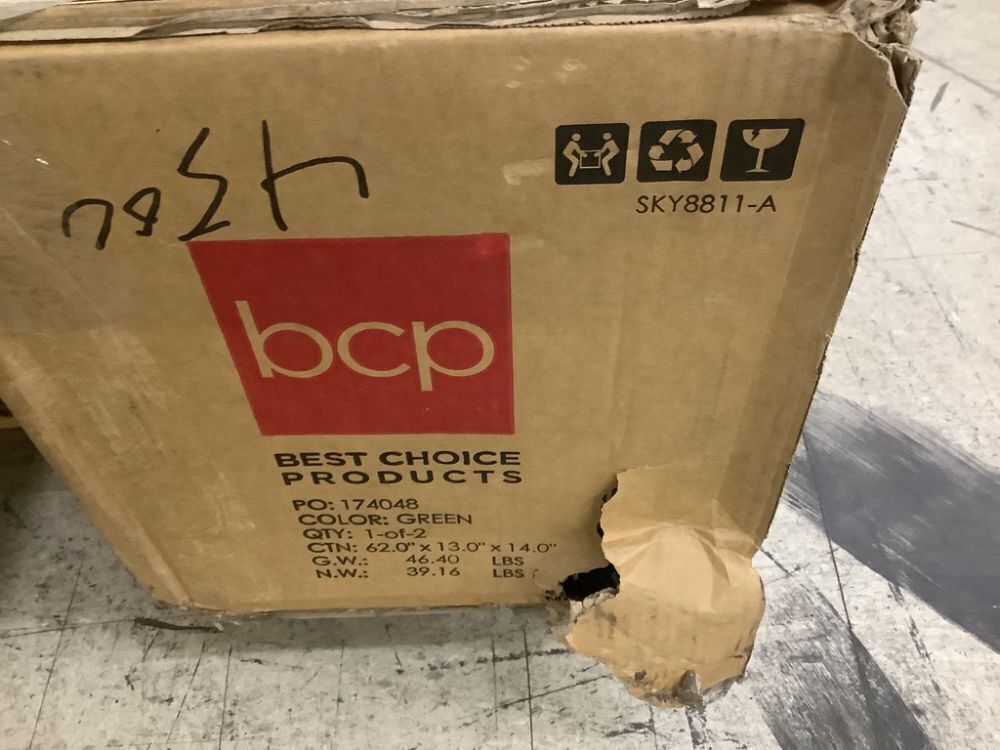 SKY8811-A
bcp
BEST CHOICE
PRODUCTS
PO: 174048
COLOR: GREEN
QTY: 1-of-2
CTN: 62.0" x 13.0" x 14.0"
G.W.: 46.40 LBS
N.W.: 39.16 LBS